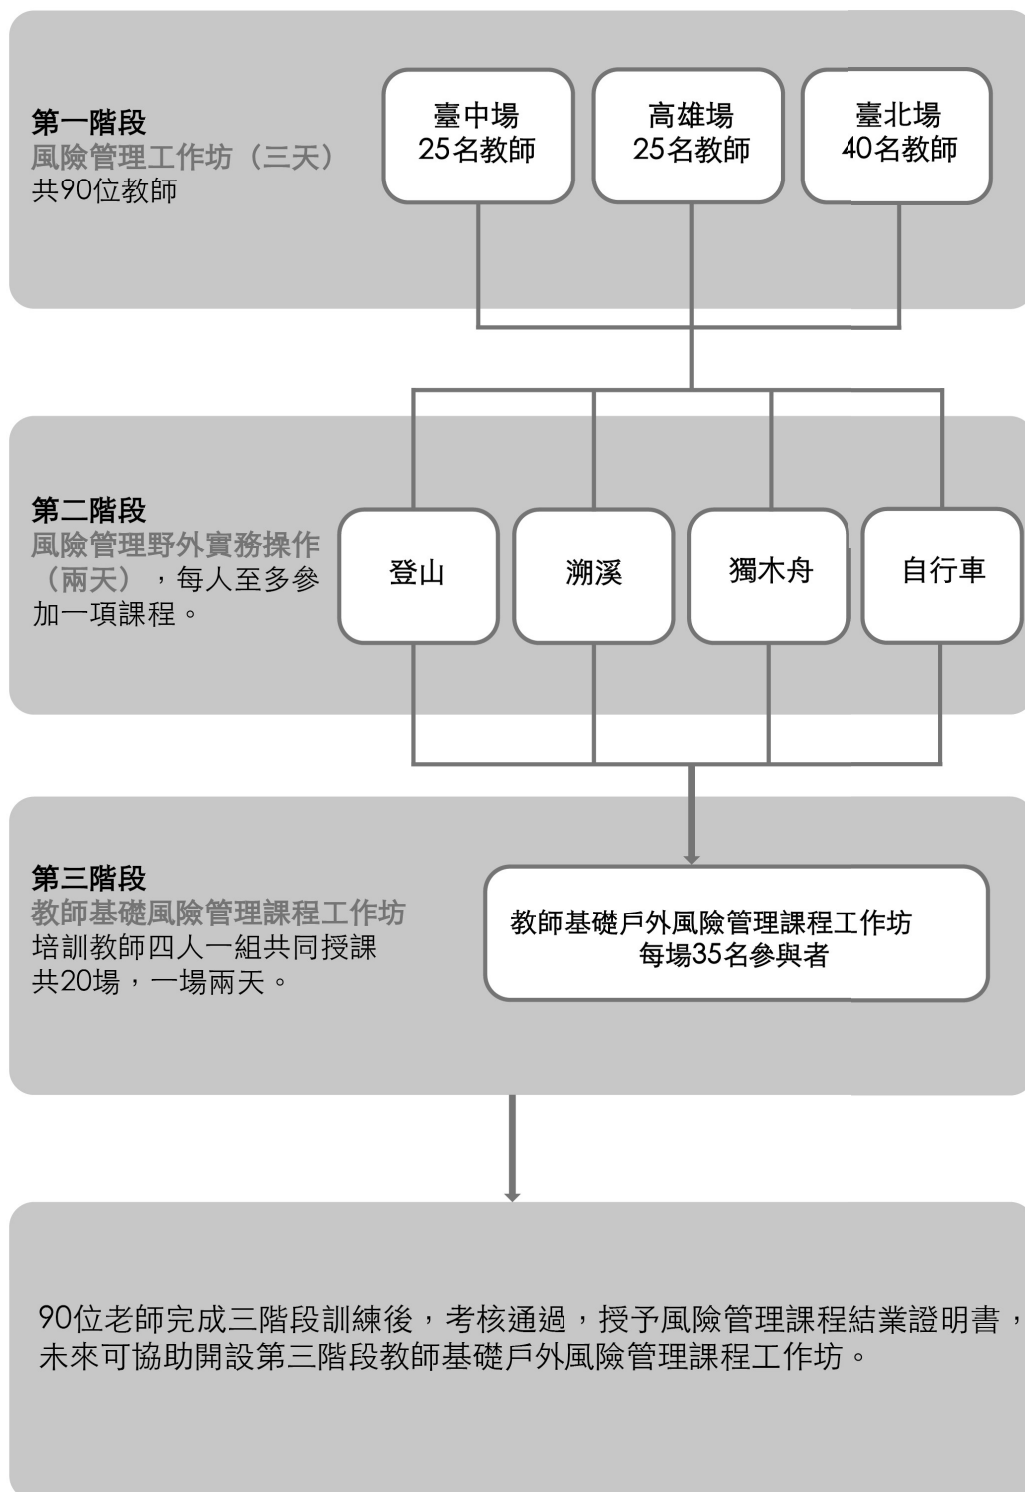 第一階段
風險管理工作坊（三天）
共90位教師
臺中場
25名教師
高雄場
25名教師
臺北場
40名教師
第二階段
風險管理野外實務操作
（兩天），每人至多參
加一項課程。
登山
溯溪
獨木舟
自行車
第三階段
教師基礎風險管理課程工作坊
培訓教師四人一組共同授課
共20場，一場兩天。
教師基礎戶外風險管理課程工作坊
每場35名參與者
90位老師完成三階段訓練後，考核通過，授予風險管理課程結業證明書，
未來可協助開設第三階段教師基礎戶外風險管理課程工作坊。